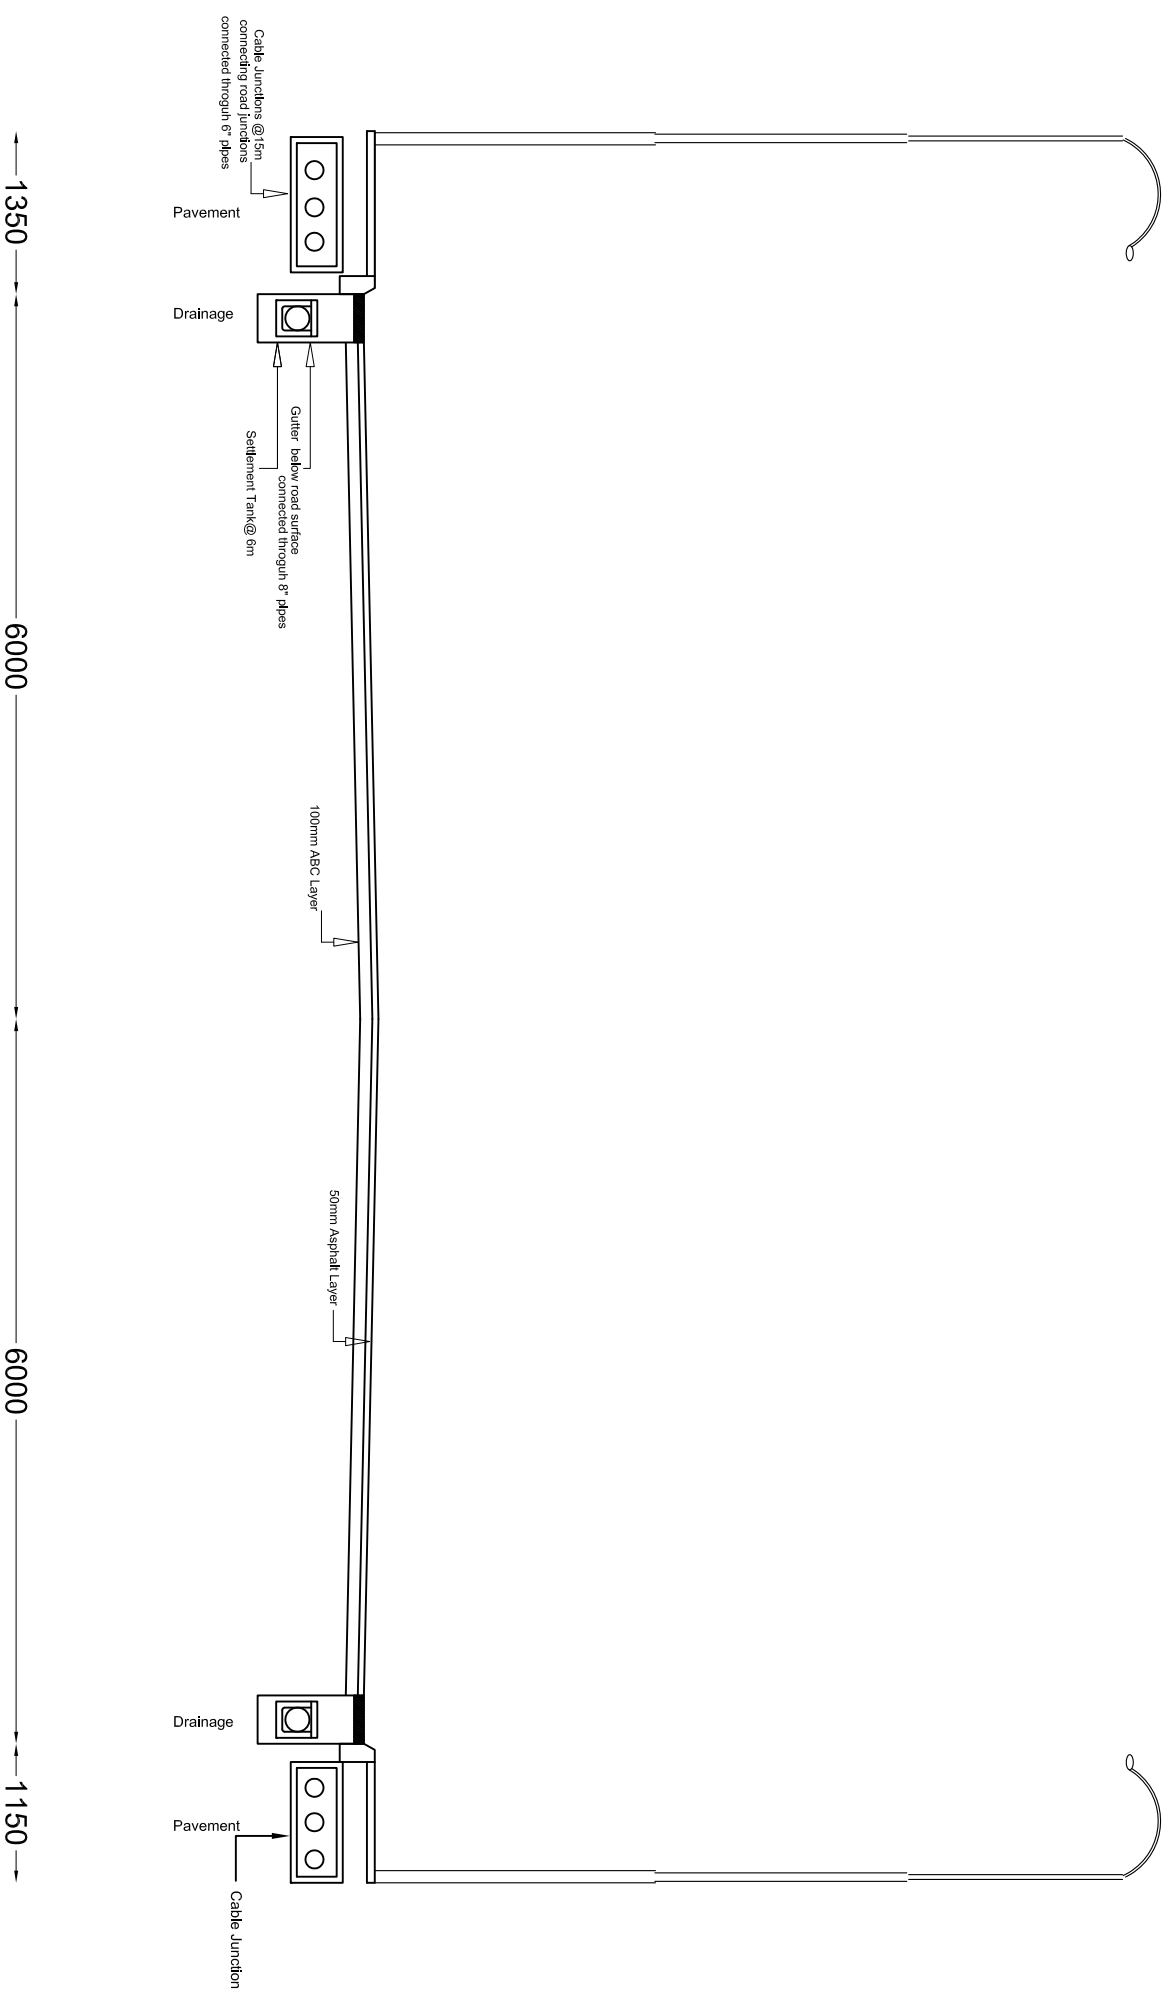 Cable Junctions @15m
connecting road junctions
connected throguh 6" pipes
Pavement
Drainage
Gutter below road surface
connected throguh 8" pipes
Settlement Tank@ 6m
100mm ABC Layer
50mm Asphalt Layer
Drainage
Pavement
Cable Junction
1350
6000
6000
1150